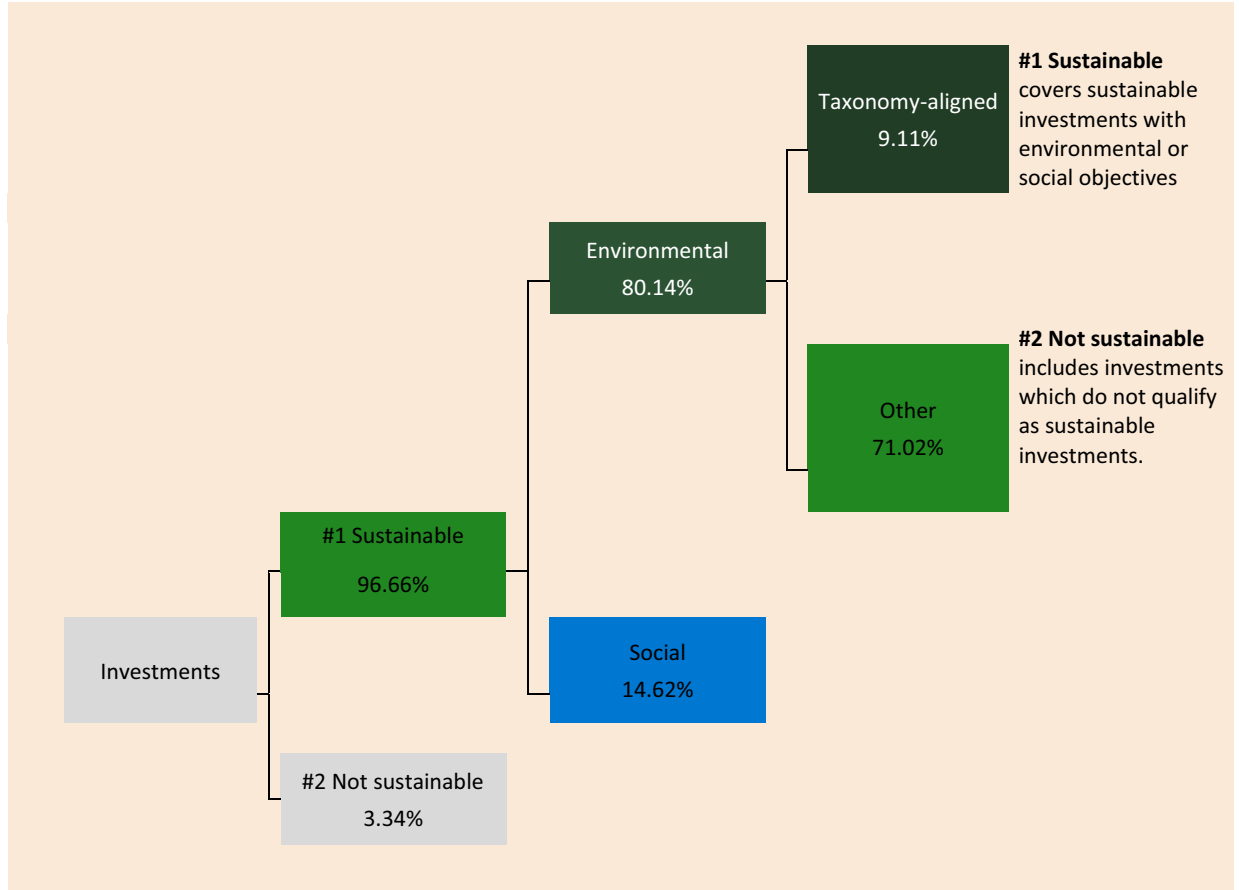 Taxonomy-aligned
9.11%
#1 Sustainable
covers sustainable
investments with
environmental or
social objectives
Environmental
80.14%
#2 Not sustainable
includes investments
which do not qualify
as sustainable
investments.
Other
71.02%
#1 Sustainable
96.66%
Investments
Social
14.62%
#2 Not sustainable
3.34%